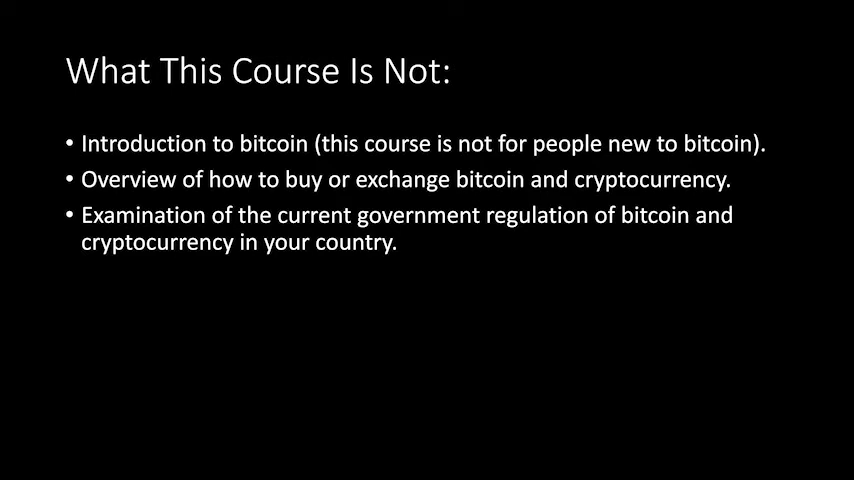 What This Course Is Not:
• Introduction to bitcoin (this course is not for people new to bitcoin).
• Overview of how to buy or exchange bitcoin and cryptocurrency.
• Examination of the current government regulation of bitcoin and
cryptocurrency in your country.